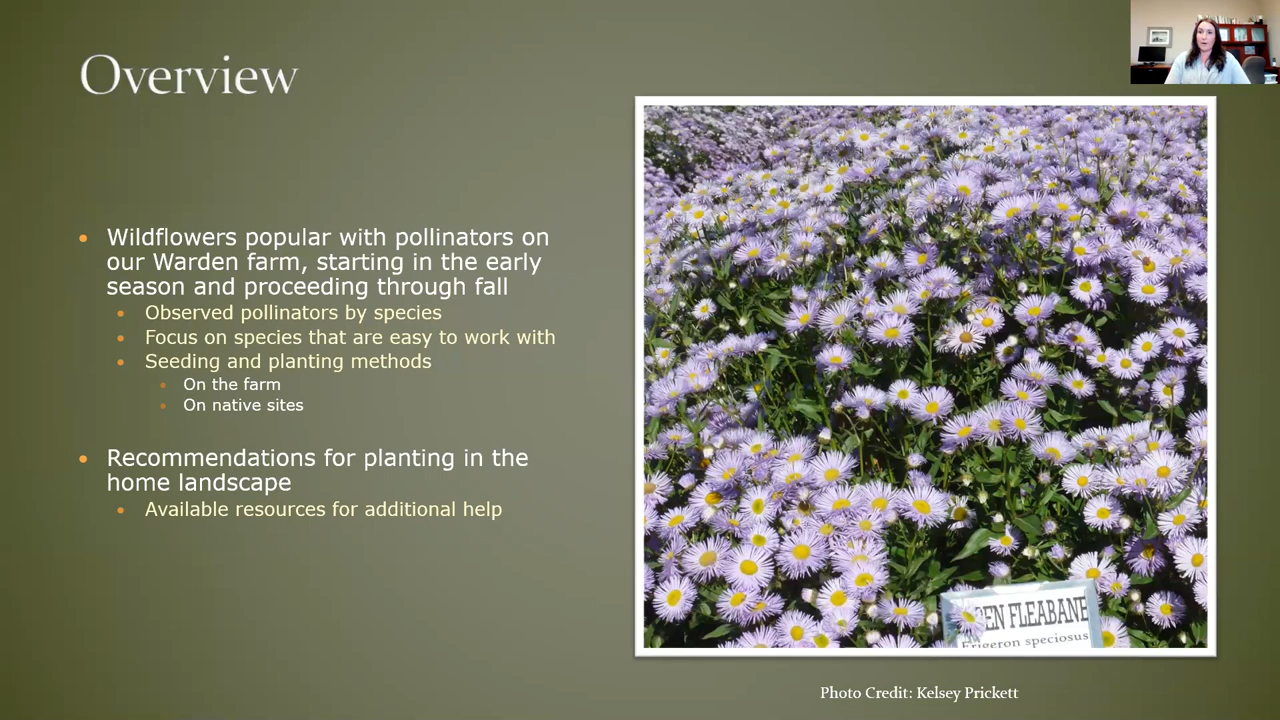 Overview
Wildflowers popular with pollinators on
our Warden farm, starting in the early
season and proceeding through fall
Observed pollinators by species
Focus on species that are easy to work with
Seeding and planting methods
On the farm
On native sites
Recommendations for planting in the
home landscape
Available resources for additional help
EN FLEABANE
Erigeron speciosus
Photo Credit: Kelsey Prickett